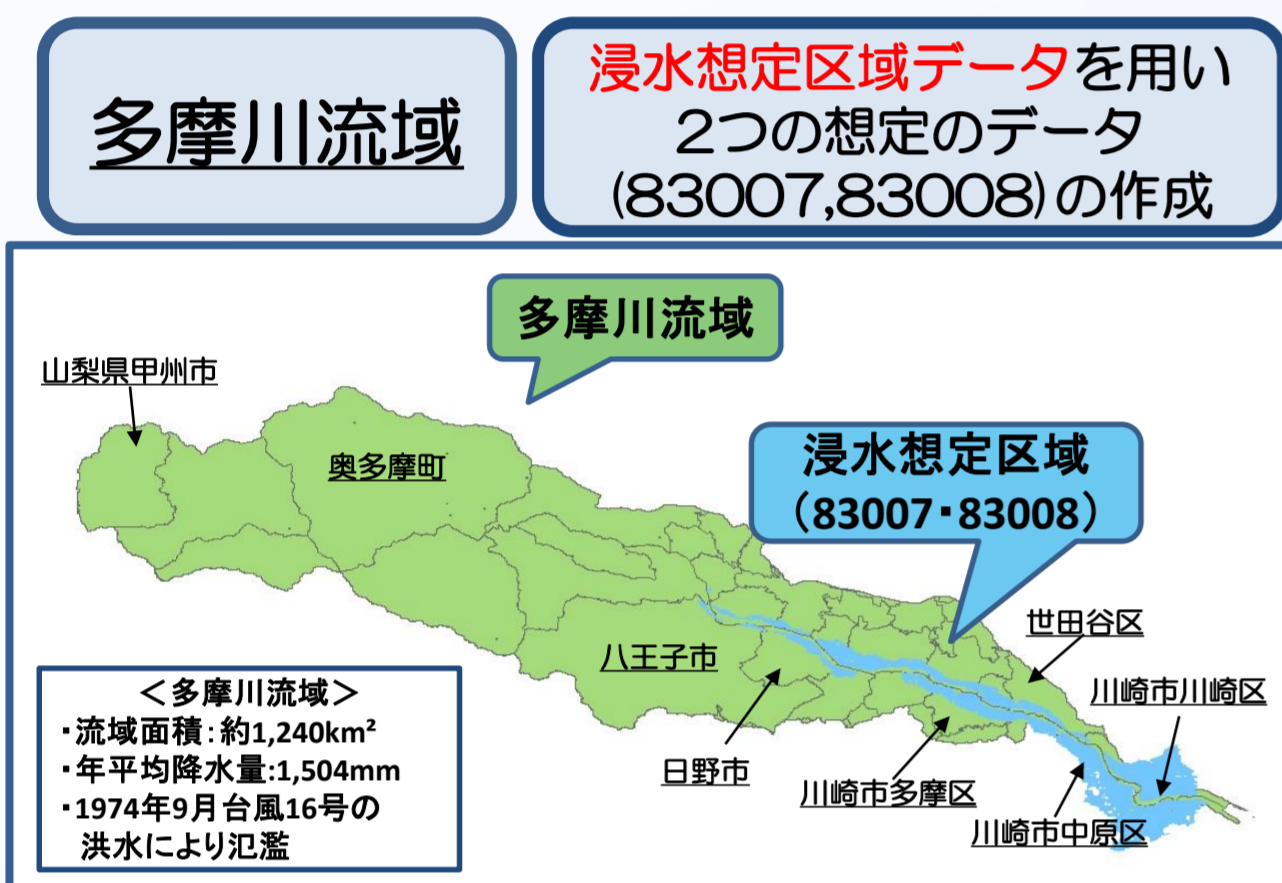 多摩川流域
浸水想定区域データを用い
2つの想定のデータ
(83007,83008)の作成
多摩川流域
山梨県甲州市
奥多摩町
浸水想定区域
（83007・83008）
世田谷区
八王子市
川崎市川崎区
日野市
川崎市多摩区
川崎市中原区
＜多摩川流域＞
・流域面積：約1,240km²
・年平均降水量:1,504mm
・1974年9月台風16号の
洪水により氾濫